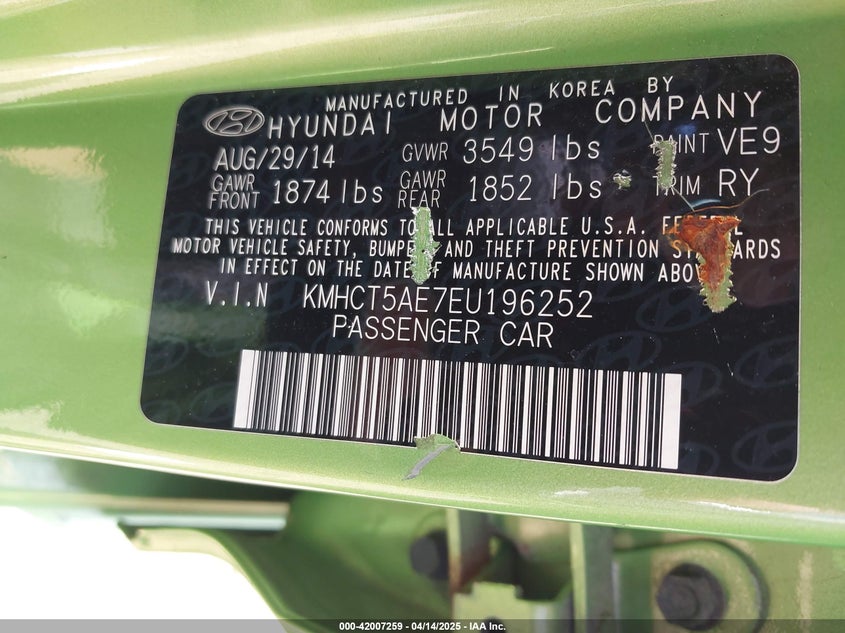 MANUFACTURED IN KOREA BY
HYUNDAI MOTOR COMPANY
AUG/29/14 GVWR 3549 lbs PAINT VE9
GAWR FRONT 1874 lbs GAWR REAR 1852 lbs TRIM RY
THIS VEHICLE CONFORMS TO ALL APPLICABLE U.S.A. FEDERAL
MOTOR VEHICLE SAFETY, BUMPER AND THEFT PREVENTION STANDARDS
IN EFFECT ON THE DATE OF MANUFACTURE SHOWN ABOVE
V.I.N KMHCT5AE7EU196252
PASSENGER CAR
000-42007259 - 04/14/2025 - IAA Inc.